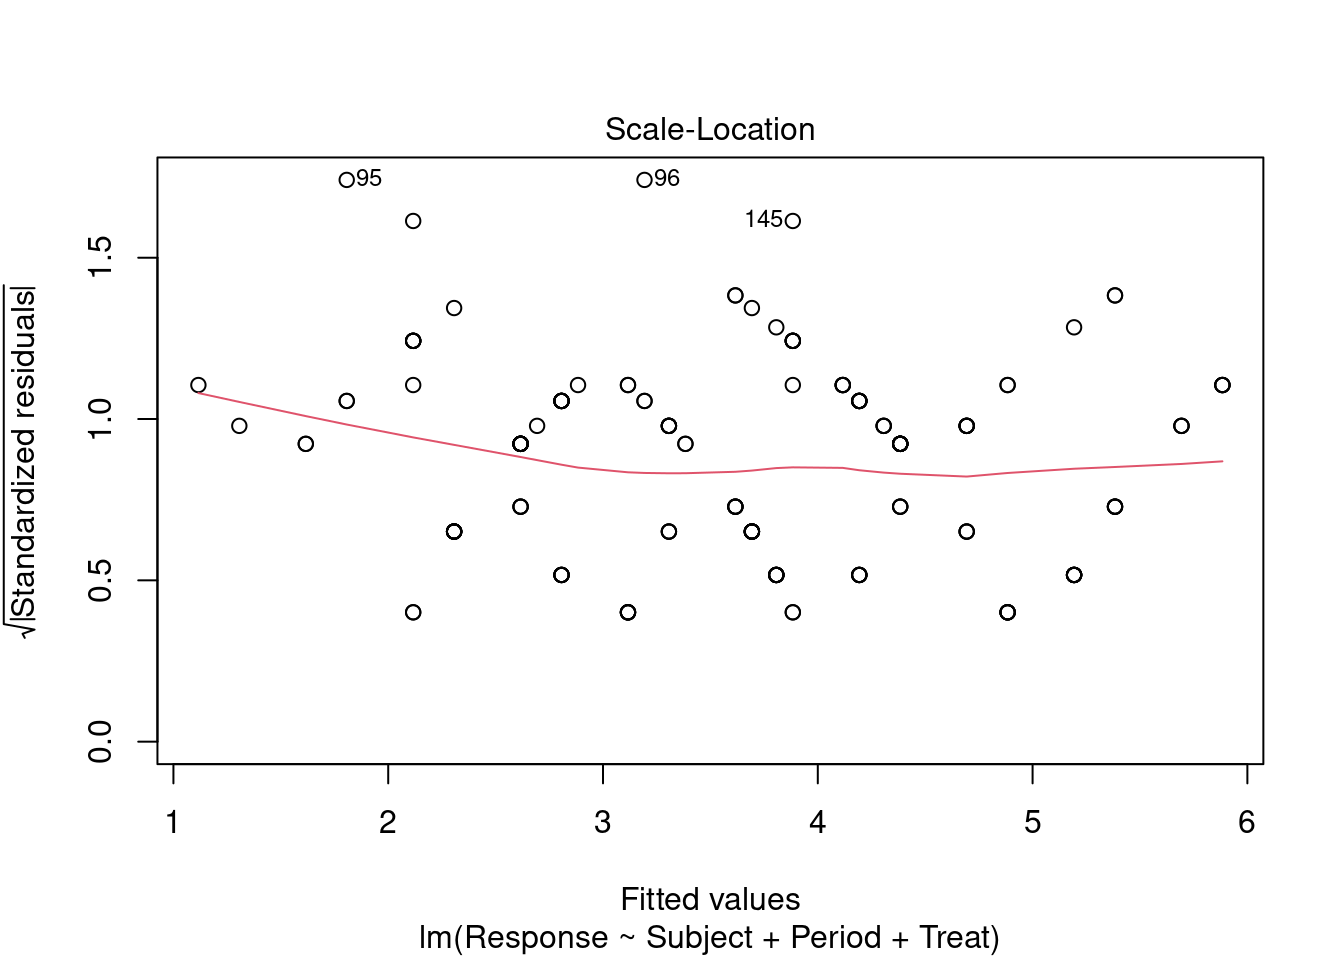 Scale-Location
95
96
145
1.5
1.0
0.5
0.0
√|Standardized residuals|
1 2 3 4 5 6
Fitted values
lm(Response ~ Subject + Period + Treat)